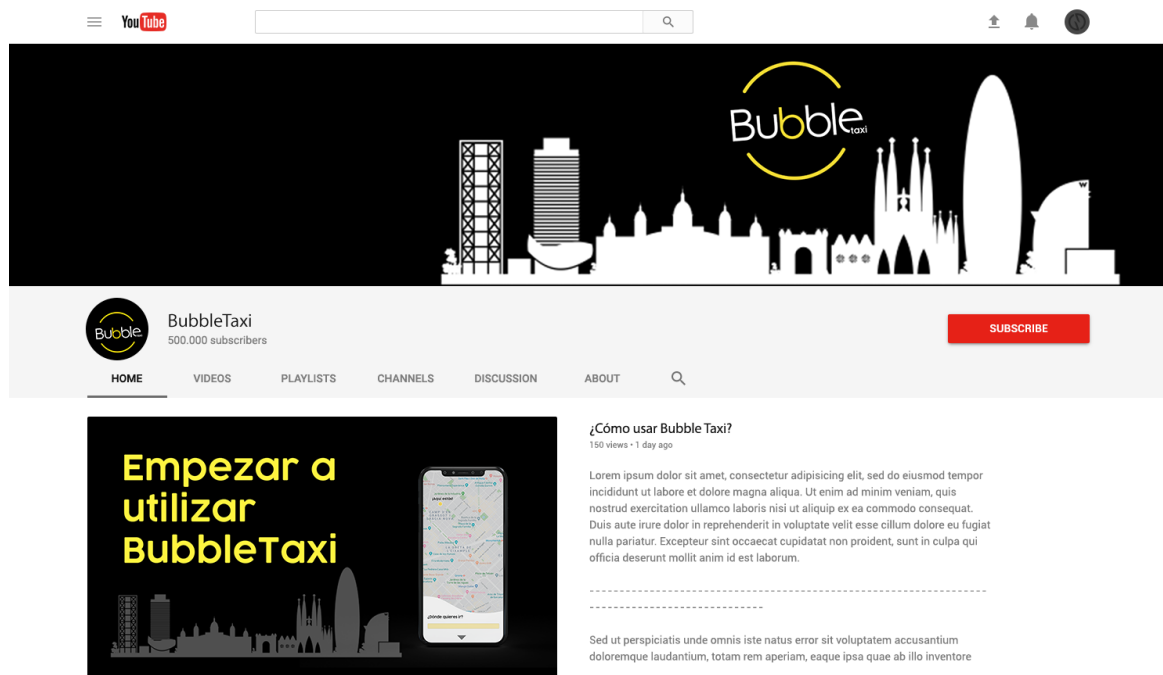 YouTube
Bubble
taxi
W
Bubble
BubbleTaxi
500.000 subscribers
SUBSCRIBE
HOME VIDEOS PLAYLISTS CHANNELS DISCUSSION ABOUT
Empezar a
utilizar
BubbleTaxi
¿Dónde quieres ir?
¿Cómo usar Bubble Taxi?
150 views • 1 day ago
Lorem ipsum dolor sit amet, consectetur adipisicing elit, sed do eiusmod tempor
incididunt ut labore et dolore magna aliqua. Ut enim ad minim veniam, quis
nostrud exercitation ullamco laboris nisi ut aliquip ex ea commodo consequat.
Duis aute irure dolor in reprehenderit in voluptate velit esse cillum dolore eu fugiat
nulla pariatur. Excepteur sint occaecat cupidatat non proident, sunt in culpa qui
officia deserunt mollit anim id est laborum.
Sed ut perspiciatis unde omnis iste natus error sit voluptatem accusantium
doloremque laudantium, totam rem aperiam, eaque ipsa quae ab illo inventore